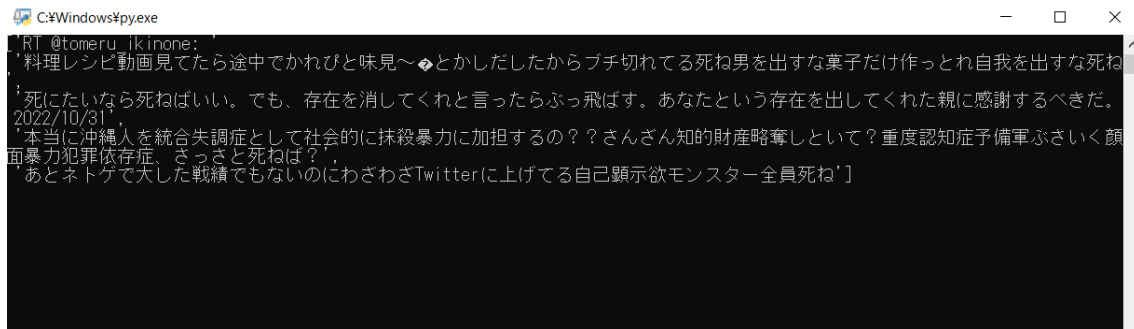 C:¥Windows¥py.exe
['RT @tomeru_ikinone: '
'料理レシピ動画見てたら途中でかれぴと味見～�とかしだしたからブチ切れてる死ね男を出すな菓子だけ作っとれ自我を出すな死ね
',
'死にたいなら死ねばいい。でも、存在を消してくれと言ったらぶっ飛ばす。あなたという存在を出してくれた親に感謝するべきだ。
2022/10/31',
'本当に沖縄人を統合失調症として社会的に抹殺暴力に加担するの？？さんざん知的財産略奪しといて？重度認知症予備軍ぶさいく顔
面暴力犯罪依存症、さっさと死ねば？',
'あとネトゲで大した戦績でもないのにわざわざTwitterに上げてる自己顕示欲モンスター全員死ね']